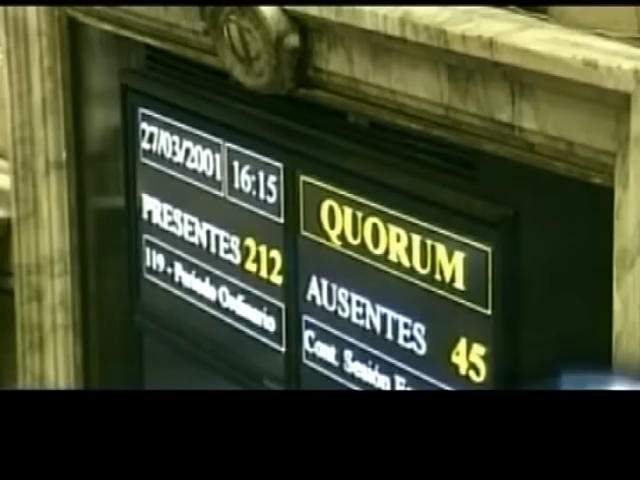 27/03/2001 16:15
PRESENTES 212
119 - Período Ordinario
QUORUM
AUSENTES 45
Cont. Sesión